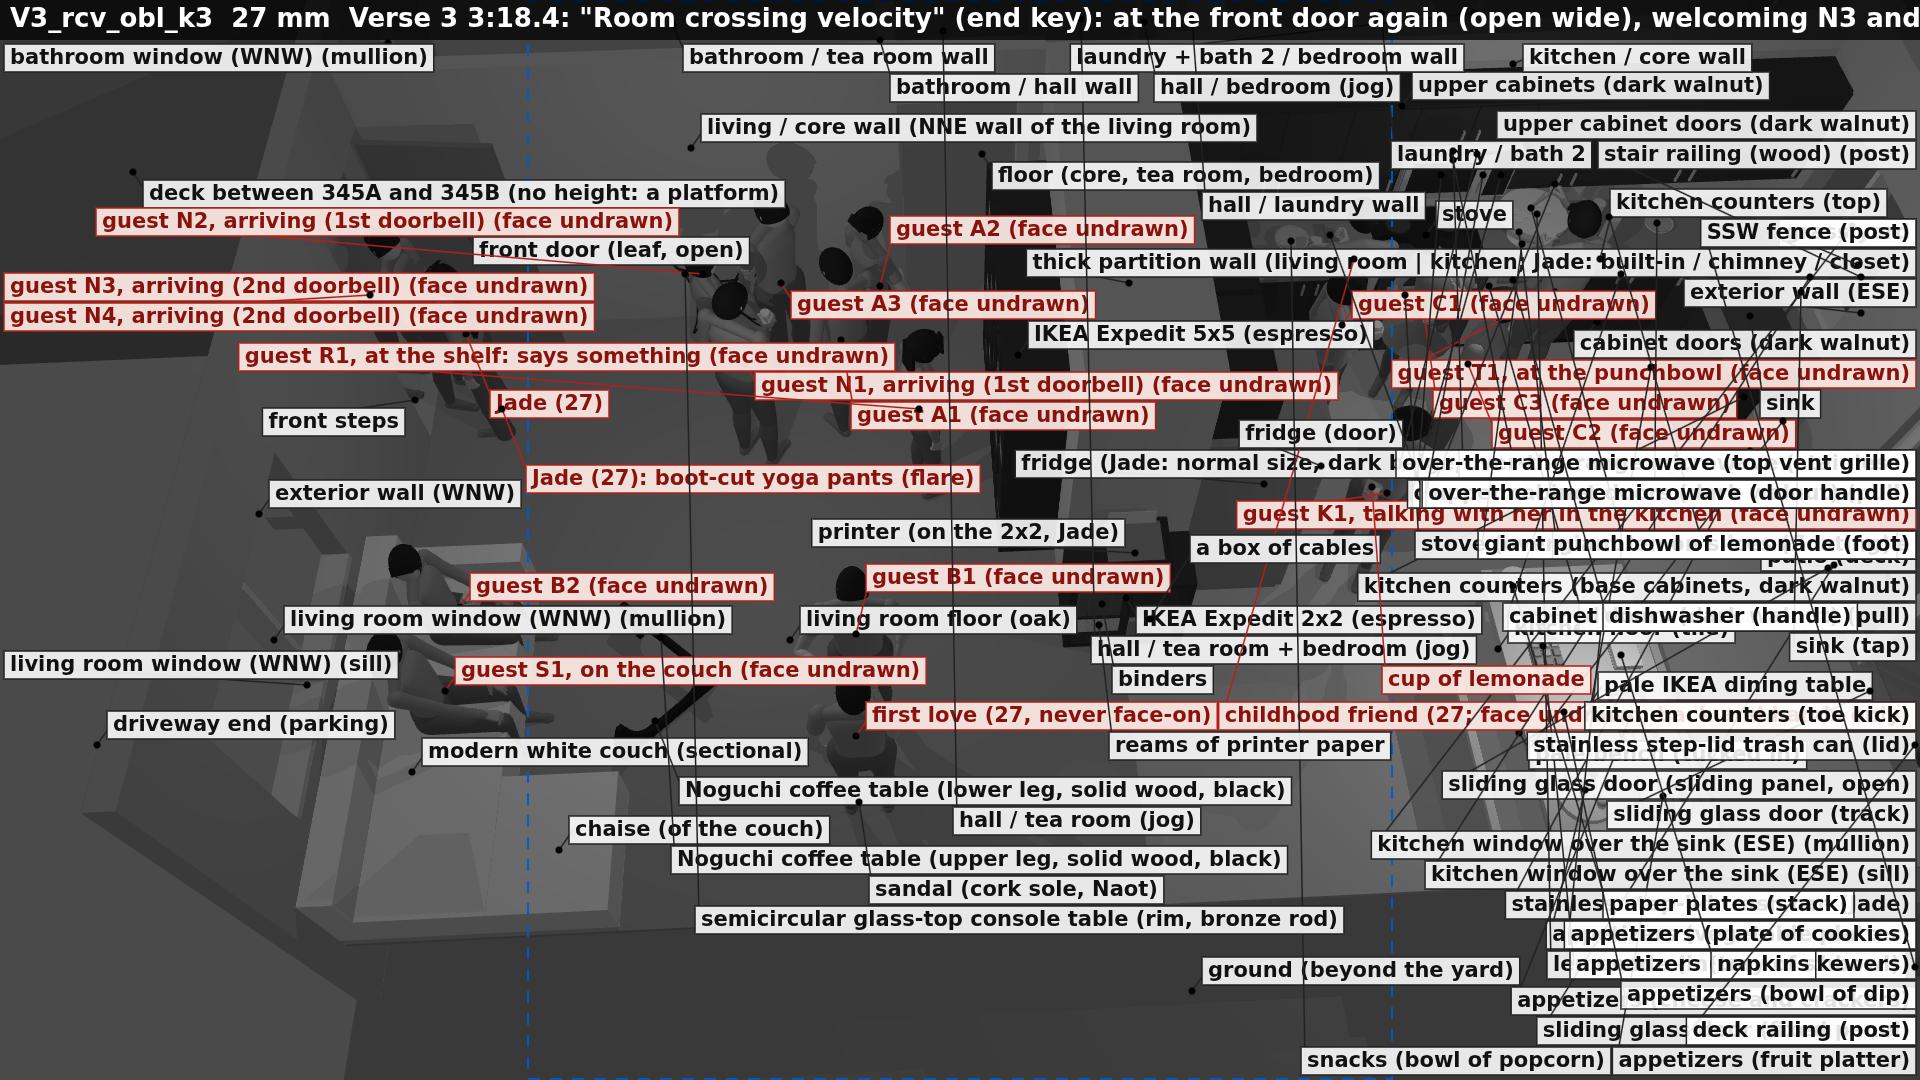 V3_rcv_obl_k3 27 mm Verse 3 3:18.4: "Room crossing velocity" (end key): at the front door again (open wide), welcoming N3 and
bathroom window (WNW) (mullion)
bathroom / tea room wall
laundry + bath 2 / bedroom wall
kitchen / core wall
bathroom / hall wall
hall / bedroom (jog)
upper cabinets (dark walnut)
living / core wall (NNE wall of the living room)
upper cabinet doors (dark walnut)
laundry / bath 2
stair railing (wood) (post)
floor (core, tea room, bedroom)
deck between 345A and 345B (no height: a platform)
hall / laundry wall
stove
kitchen counters (top)
guest N2, arriving (1st doorbell) (face undrawn)
guest A2 (face undrawn)
SSW fence (post)
front door (leaf, open)
thick partition wall (living room | kitchen, Jade: built-in / chimney / closet)
guest N3, arriving (2nd doorbell) (face undrawn)
exterior wall (ESE)
guest A3 (face undrawn)
guest C1 (face undrawn)
guest N4, arriving (2nd doorbell) (face undrawn)
IKEA Expedit 5x5 (espresso)
cabinet doors (dark walnut)
guest R1, at the shelf: says something (face undrawn)
guest T1, at the punchbowl (face undrawn)
guest N1, arriving (1st doorbell) (face undrawn)
Jade (27)
guest C3 (face undrawn)
sink
guest A1 (face undrawn)
front steps
fridge (door)
guest C2 (face undrawn)
fridge (Jade: normal size, dark
over-the-range microwave (top vent grille)
Jade (27): boot-cut yoga pants (flare)
exterior wall (WNW)
over-the-range microwave (door handle)
guest K1, talking with her in the kitchen (face undrawn)
printer (on the 2x2, Jade)
a box of cables
stove
giant punchbowl of lemonade (foot)
guest B1 (face undrawn)
guest B2 (face undrawn)
kitchen counters (base cabinets, dark walnut)
living room window (WNW) (mullion)
living room floor (oak)
IKEA Expedit 2x2 (espresso)
cabinet
dishwasher (handle)
pull)
hall / tea room + bedroom (jog)
sink (tap)
living room window (WNW) (sill)
guest S1, on the couch (face undrawn)
binders
cup of lemonade
pale IKEA dining table
first love (27, never face-on)
childhood friend (27: face und
kitchen counters (toe kick)
driveway end (parking)
modern white couch (sectional)
reams of printer paper
stainless step-lid trash can (lid)
Noguchi coffee table (lower leg, solid wood, black)
sliding glass door (sliding panel, open)
hall / tea room (jog)
sliding glass door (track)
chaise (of the couch)
kitchen window over the sink (ESE) (mullion)
Noguchi coffee table (upper leg, solid wood, black)
kitchen window over the sink (ESE) (sill)
sandal (cork sole, Naot)
stainles
paper plates (stack)
ade)
semicircular glass-top console table (rim, bronze rod)
appetizers (plate of cookies)
ground (beyond the yard)
appetizers
napkins
kewers)
appetize
appetizers (bowl of dip)
sliding glass
deck railing (post)
snacks (bowl of popcorn)
appetizers (fruit platter)